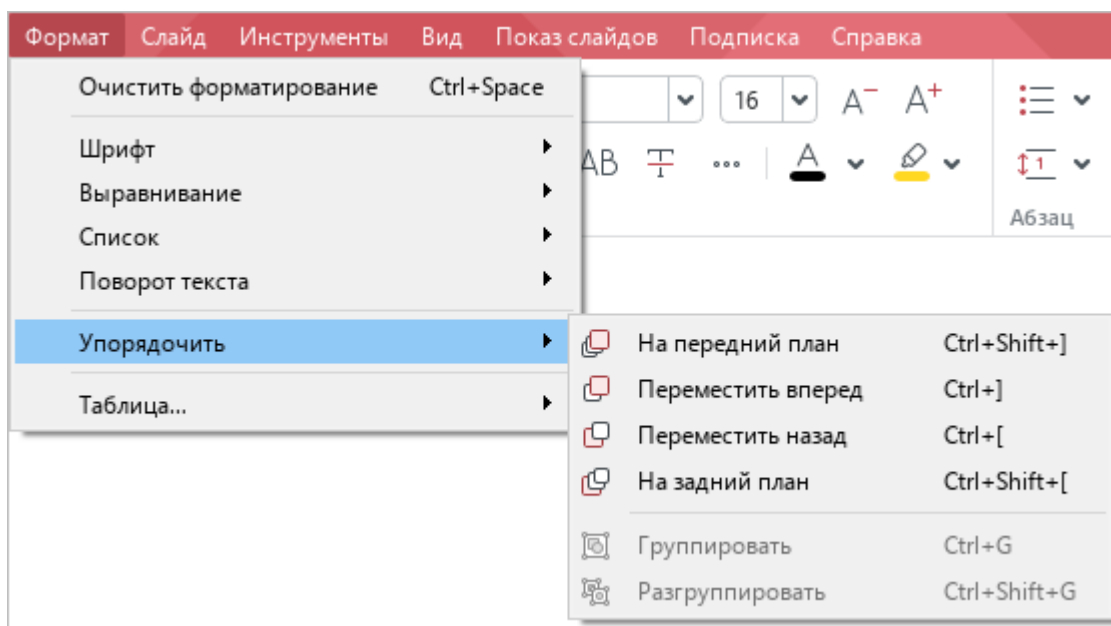 Формат Слайд Инструменты Вид Показ слайдов Подписка Справка
Очистить форматирование Ctrl+Space
16 A⁻ A⁺
Шрифт
AB T A
1
Выравнивание
Абзац
Список
Поворот текста
Упорядочить
На передний план Ctrl+Shift+]
Переместить вперед Ctrl+]
Таблица...
Переместить назад Ctrl+[
На задний план Ctrl+Shift+[
Группировать Ctrl+G
Разгруппировать Ctrl+Shift+G